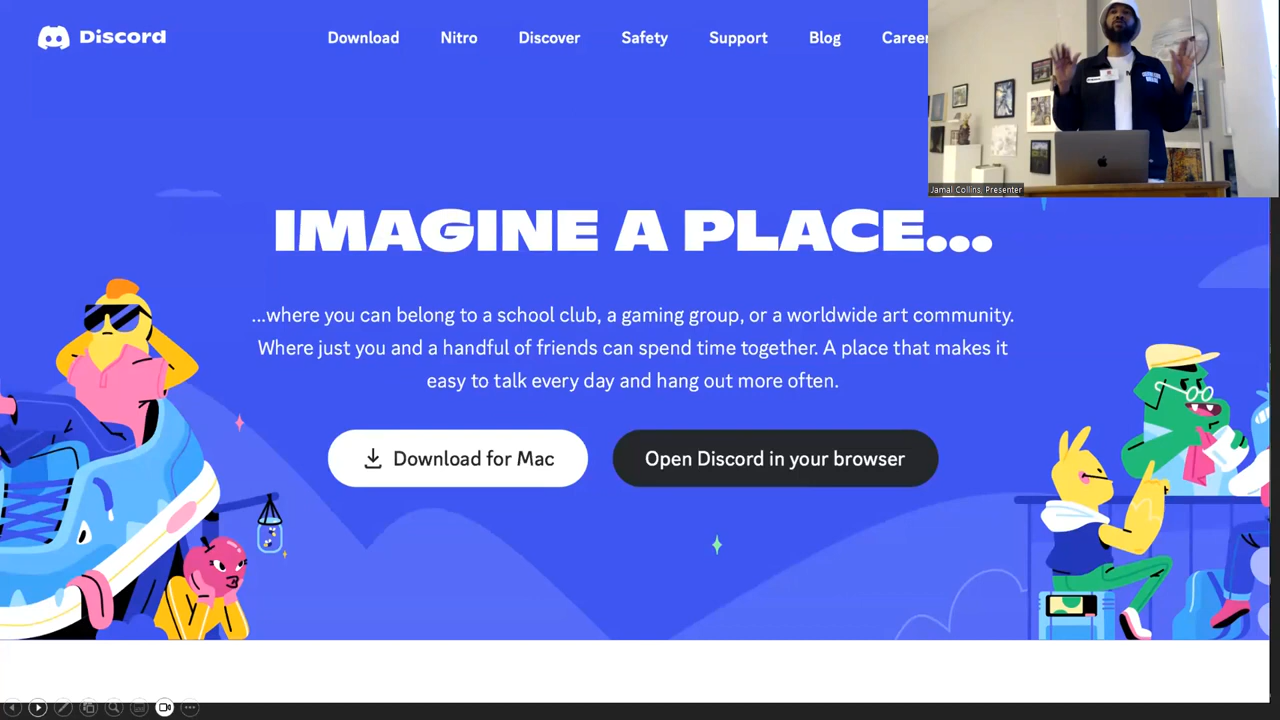 Discord
Download Nitro Discover Safety Support Blog Career
Jamal Collins, Presenter
IMAGINE A PLACE...
...where you can belong to a school club, a gaming group, or a worldwide art community.
Where just you and a handful of friends can spend time together. A place that makes it
easy to talk every day and hang out more often.
Download for Mac
Open Discord in your browser